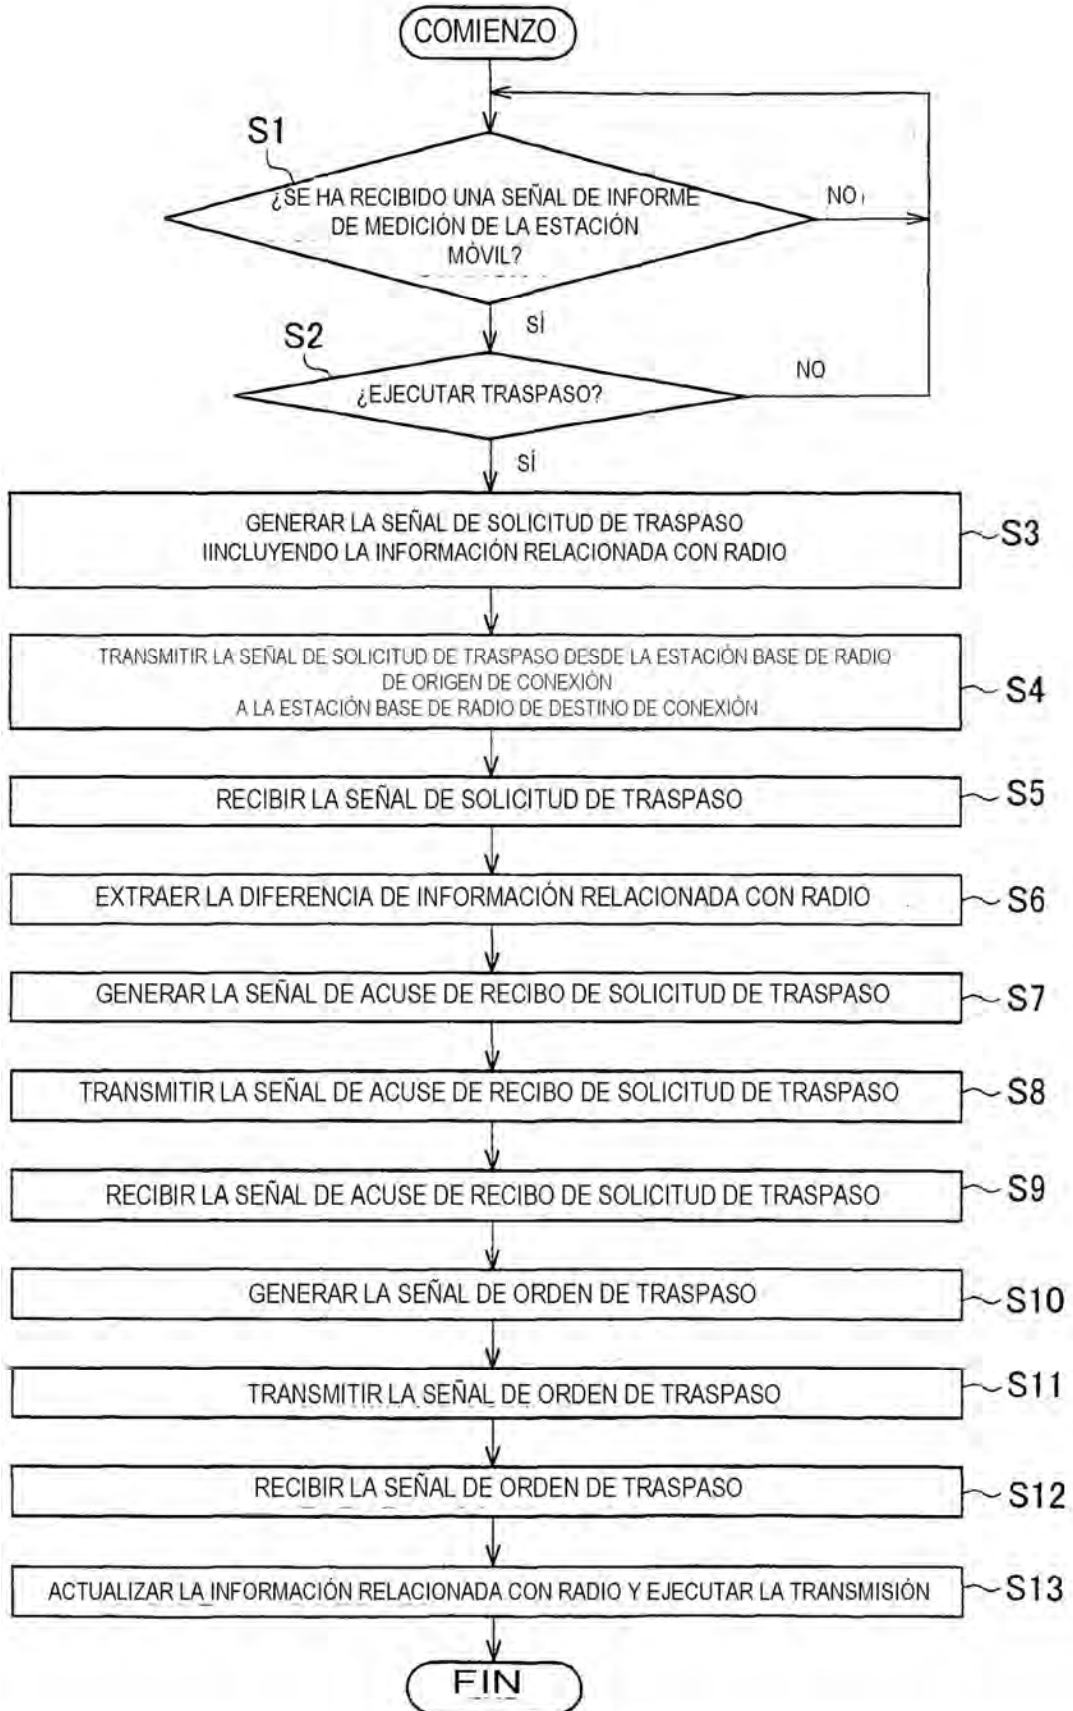 COMIENZO
S1
¿SE HA RECIBIDO UNA SEÑAL DE INFORME
DE MEDICIÓN DE LA ESTACIÓN
MÓVIL?
NO
SÍ
S2
¿EJECUTAR TRASPASO?
NO
SÍ
GENERAR LA SEÑAL DE SOLICITUD DE TRASPASO
IINCLUYENDO LA INFORMACIÓN RELACIONADA CON RADIO
S3
TRANSMITIR LA SEÑAL DE SOLICITUD DE TRASPASO DESDE LA ESTACIÓN BASE DE RADIO
DE ORIGEN DE CONEXIÓN
A LA ESTACIÓN BASE DE RADIO DE DESTINO DE CONEXIÓN
S4
RECIBIR LA SEÑAL DE SOLICITUD DE TRASPASO
S5
EXTRAER LA DIFERENCIA DE INFORMACIÓN RELACIONADA CON RADIO
S6
GENERAR LA SEÑAL DE ACUSE DE RECIBO DE SOLICITUD DE TRASPASO
S7
TRANSMITIR LA SEÑAL DE ACUSE DE RECIBO DE SOLICITUD DE TRASPASO
S8
RECIBIR LA SEÑAL DE ACUSE DE RECIBO DE SOLICITUD DE TRASPASO
S9
GENERAR LA SEÑAL DE ORDEN DE TRASPASO
S10
TRANSMITIR LA SEÑAL DE ORDEN DE TRASPASO
S11
RECIBIR LA SEÑAL DE ORDEN DE TRASPASO
S12
ACTUALIZAR LA INFORMACIÓN RELACIONADA CON RADIO Y EJECUTAR LA TRANSMISIÓN
S13
FIN